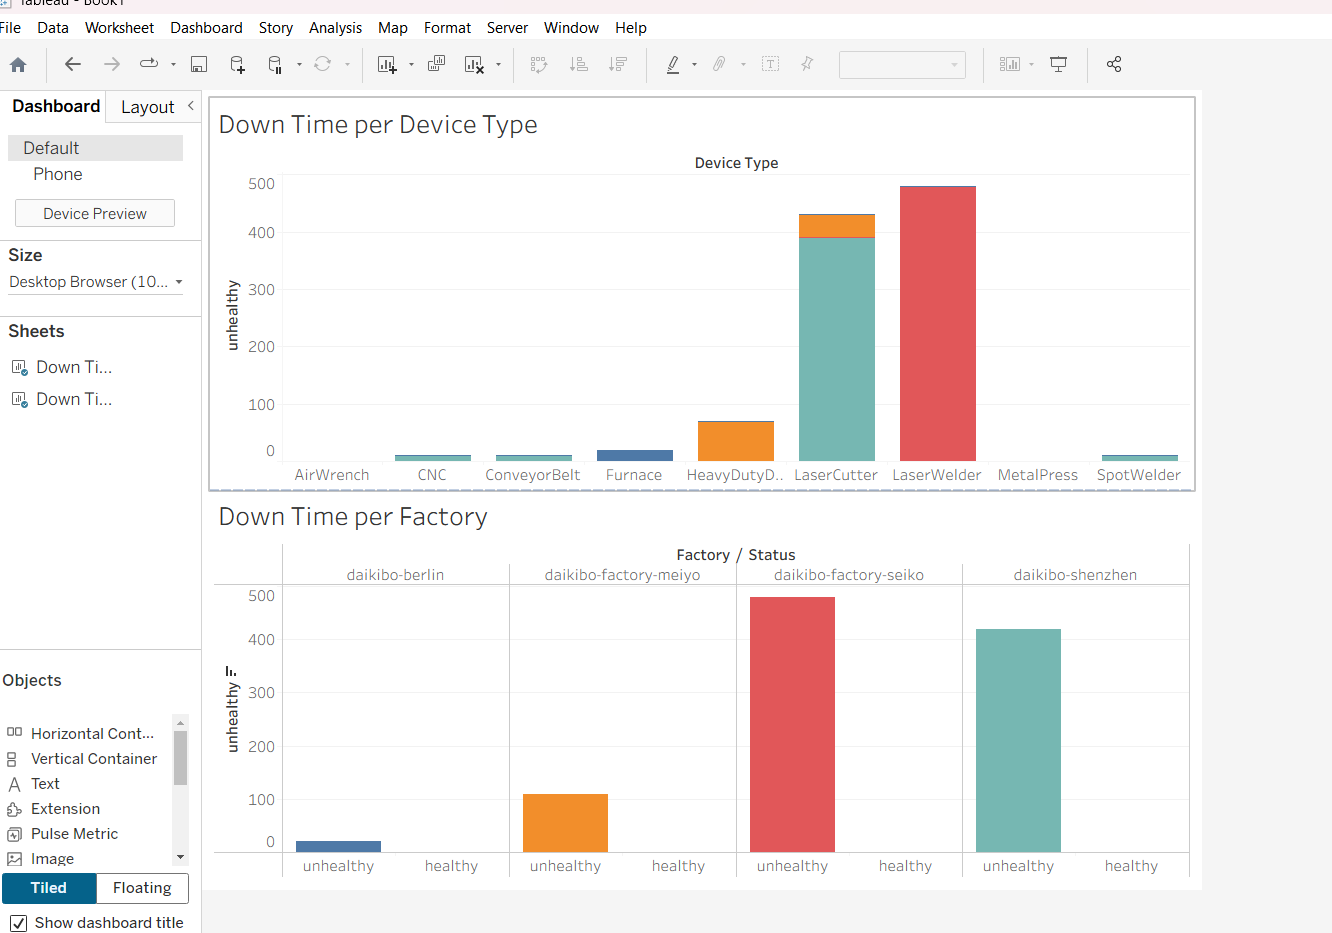 Tableau - Book1
File Data Worksheet Dashboard Story Analysis Map Format Server Window Help
Dashboard Layout
Default
Phone
Device Preview
Size
Desktop Browser (10...
Sheets
Down Ti...
Down Ti...
Objects
Horizontal Cont...
Vertical Container
Text
Extension
Pulse Metric
Image
Tiled Floating
Show dashboard title
Down Time per Device Type
Device Type
unhealthy
500
400
300
200
100
0
AirWrench CNC ConveyorBelt Furnace HeavyDutyD.. LaserCutter LaserWelder MetalPress SpotWelder
Down Time per Factory
Factory / Status
daikibo-berlin daikibo-factory-meiyo daikibo-factory-seiko daikibo-shenzhen
unhealthy
500
400
300
200
100
0
unhealthy healthy unhealthy healthy unhealthy healthy unhealthy healthy